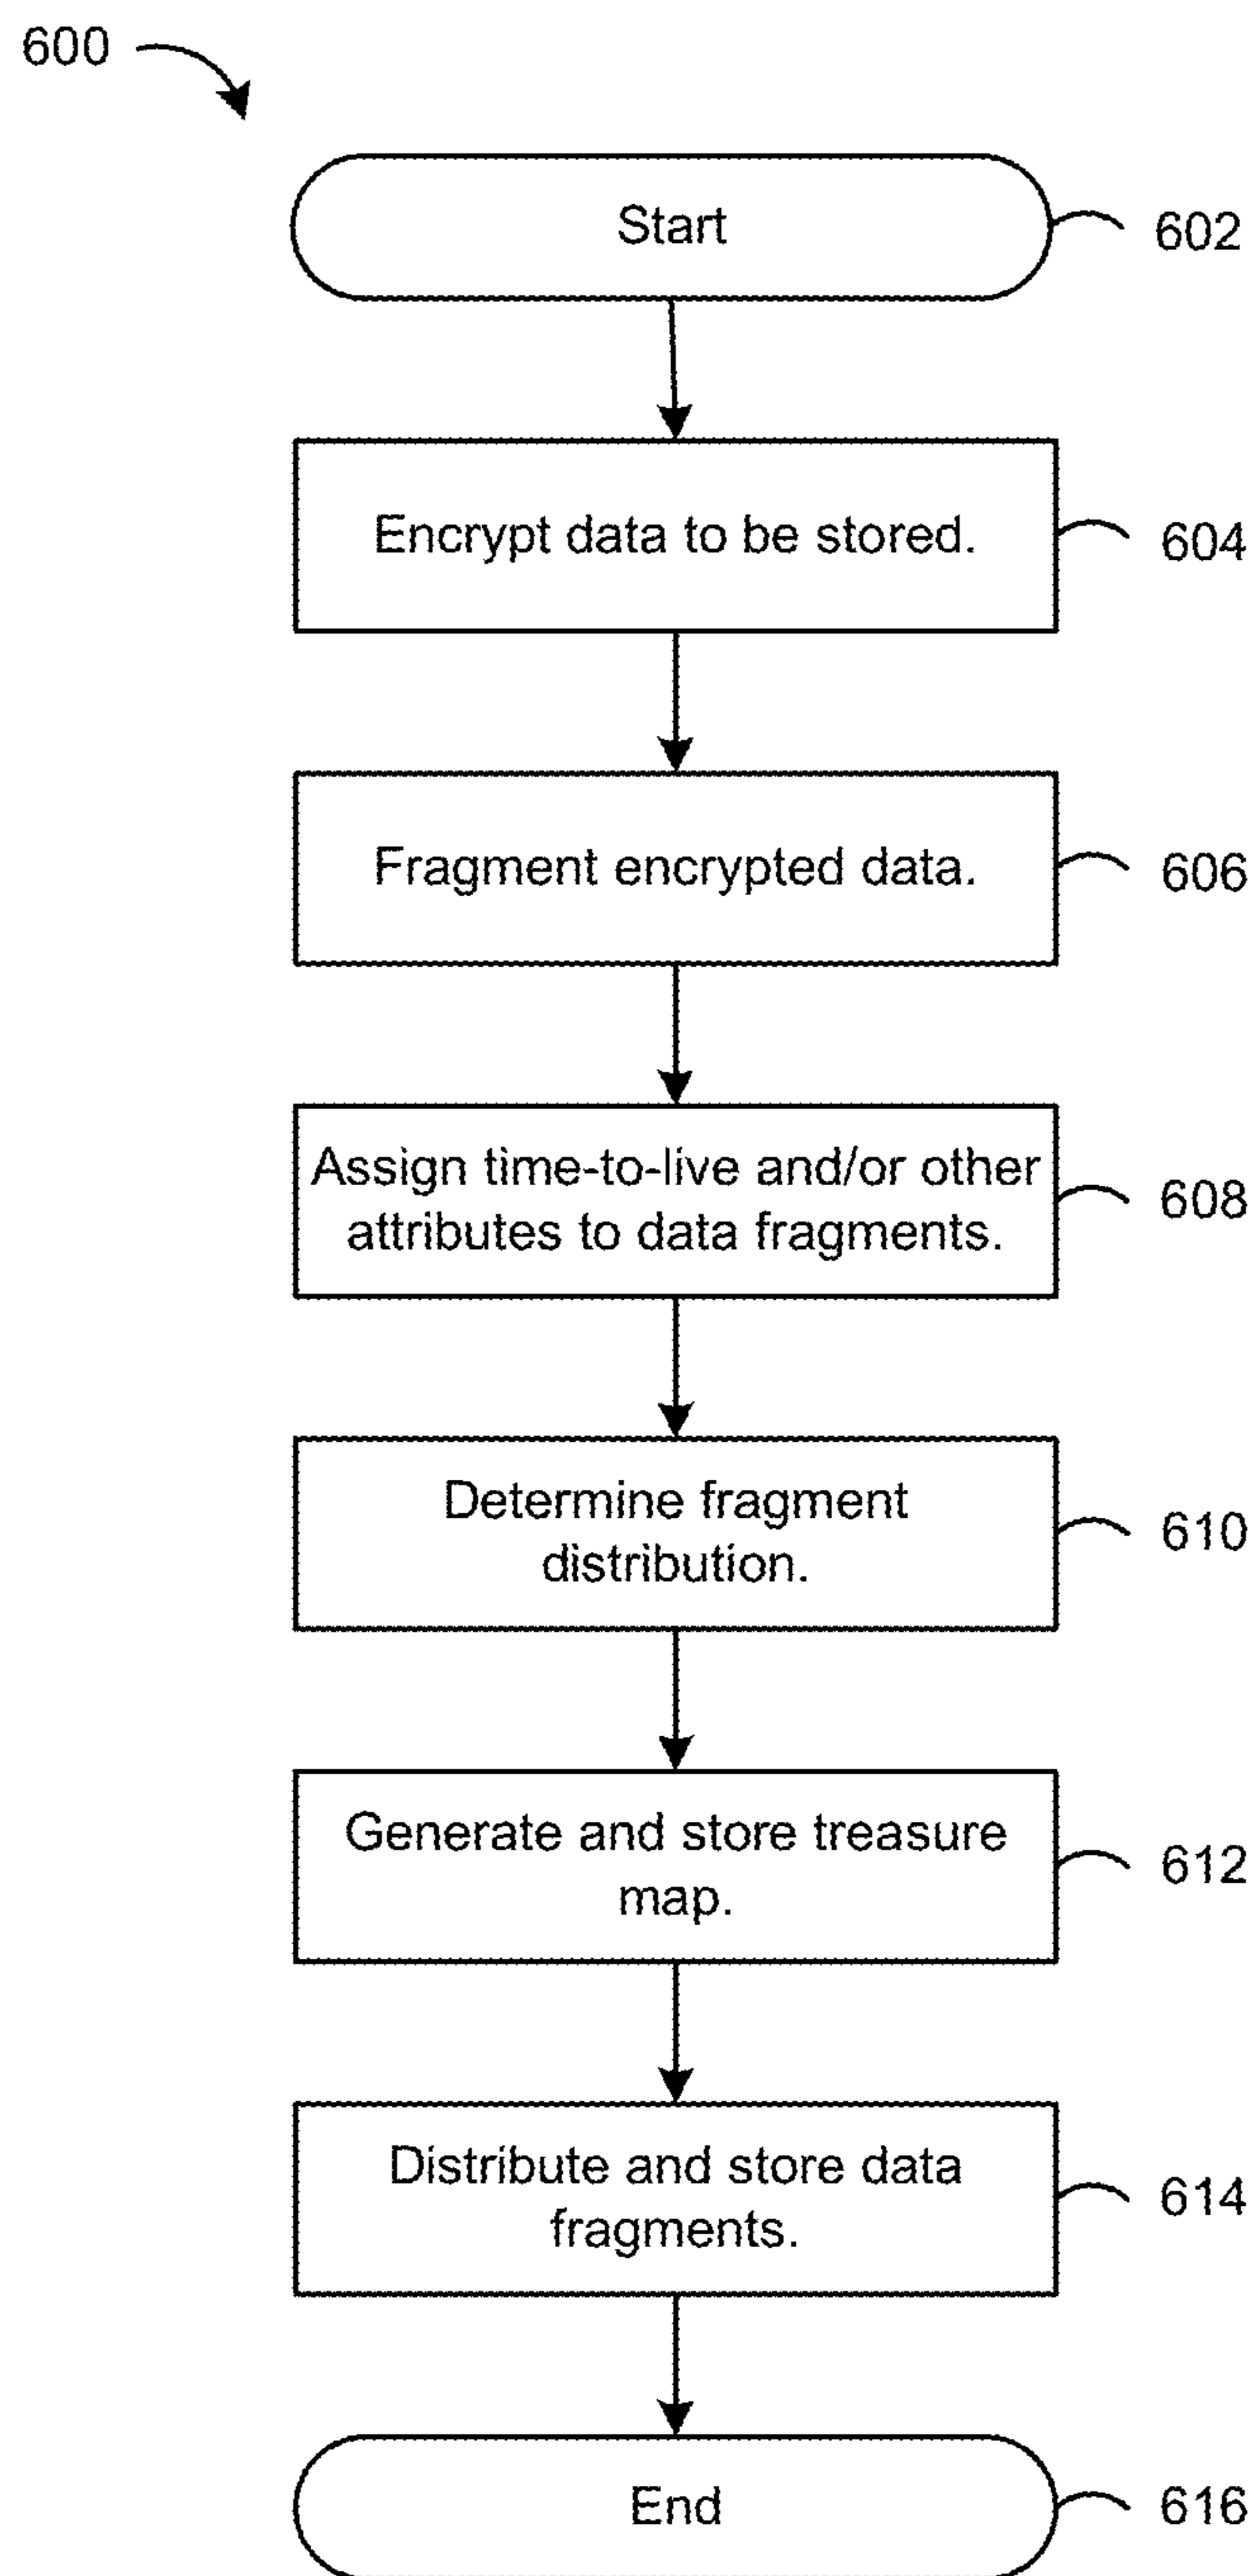 600
Start
602
Encrypt data to be stored.
604
Fragment encrypted data.
606
Assign time-to-live and/or other
attributes to data fragments.
608
Determine fragment
distribution.
610
Generate and store treasure
map.
612
Distribute and store data
fragments.
614
End
616